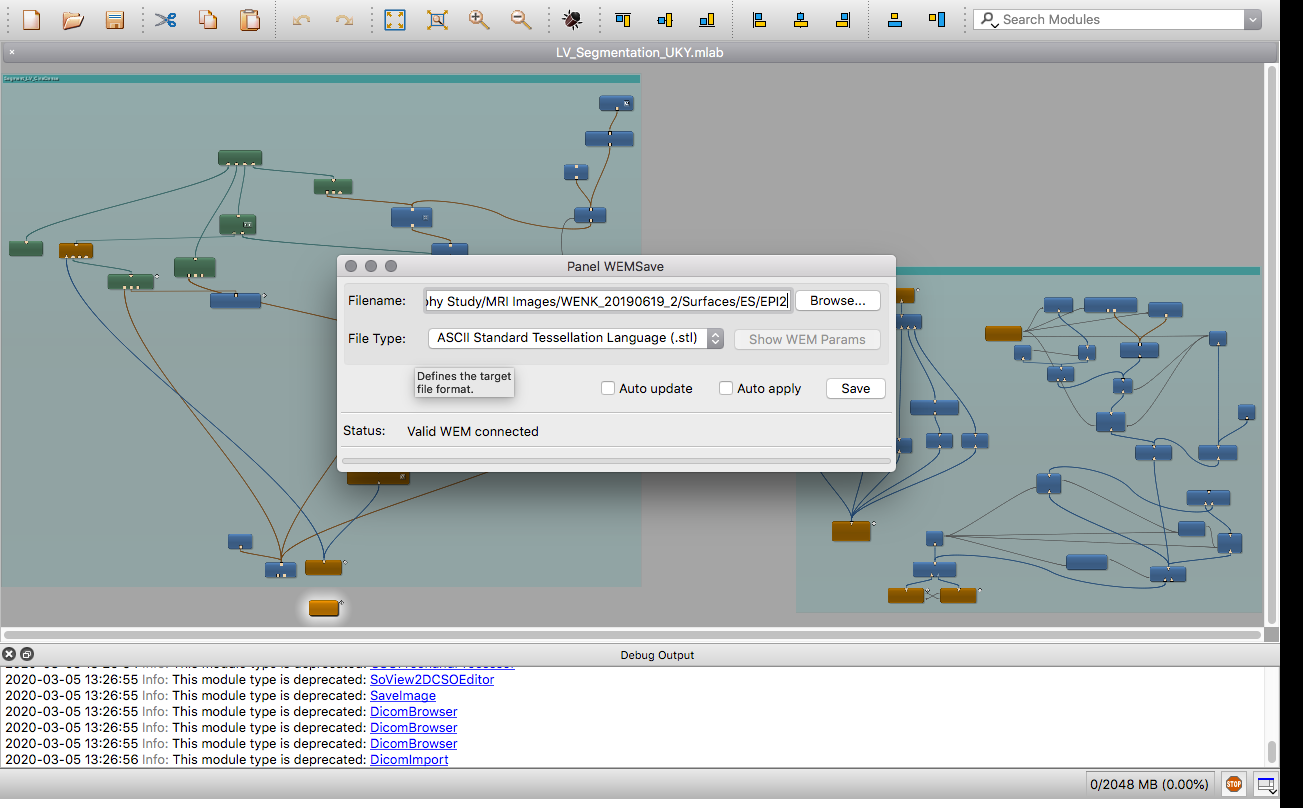 Search Modules
LV_Segmentation_UKY.mlab
Panel WEMSave
Filename:
hy Study/MRI Images/WENK_20190619_2/Surfaces/ES/EPI2
Browse...
File Type:
ASCII Standard Tessellation Language (.stl)
Show WEM Params
Defines the target
file format.
Auto update
Auto apply
Save
Status:
Valid WEM connected
Debug Output
2020-03-05 13:26:55 Info: This module type is deprecated: SoView2DCSOEditor
2020-03-05 13:26:55 Info: This module type is deprecated: SaveImage
2020-03-05 13:26:55 Info: This module type is deprecated: DicomBrowser
2020-03-05 13:26:55 Info: This module type is deprecated: DicomBrowser
2020-03-05 13:26:55 Info: This module type is deprecated: DicomBrowser
2020-03-05 13:26:56 Info: This module type is deprecated: DicomImport
0/2048 MB (0.00%)
STOP